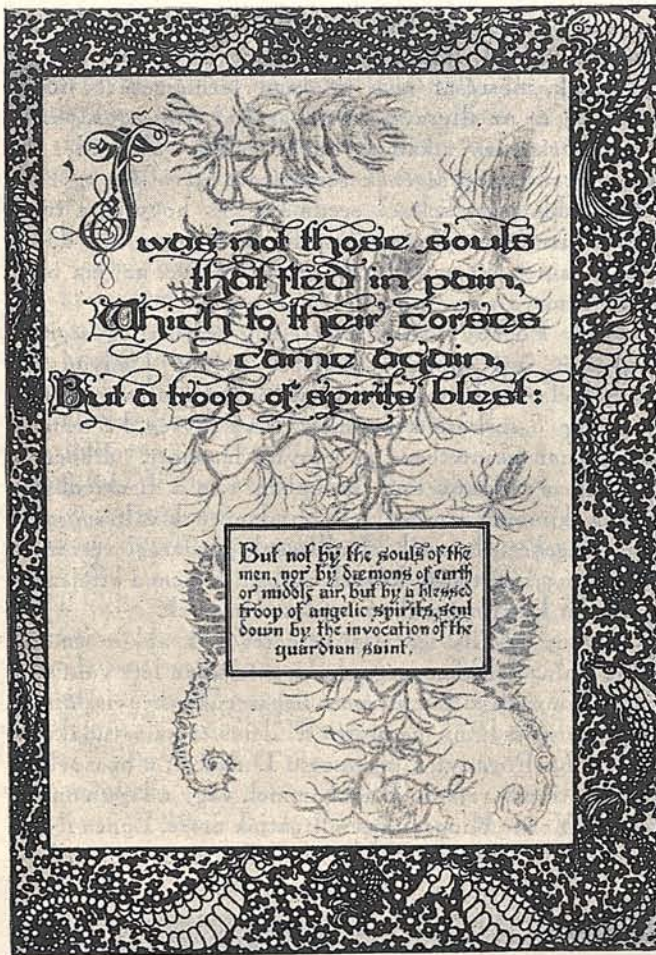 'Twas not those souls
that fled in pain,
Which to their corses
came again,
But a troop of spirits blest:
But not by the souls of the
men, nor by dæmons of earth
or middle air, but by a blessed
troop of angelic spirits, sent
down by the invocation of the
guardian saint.